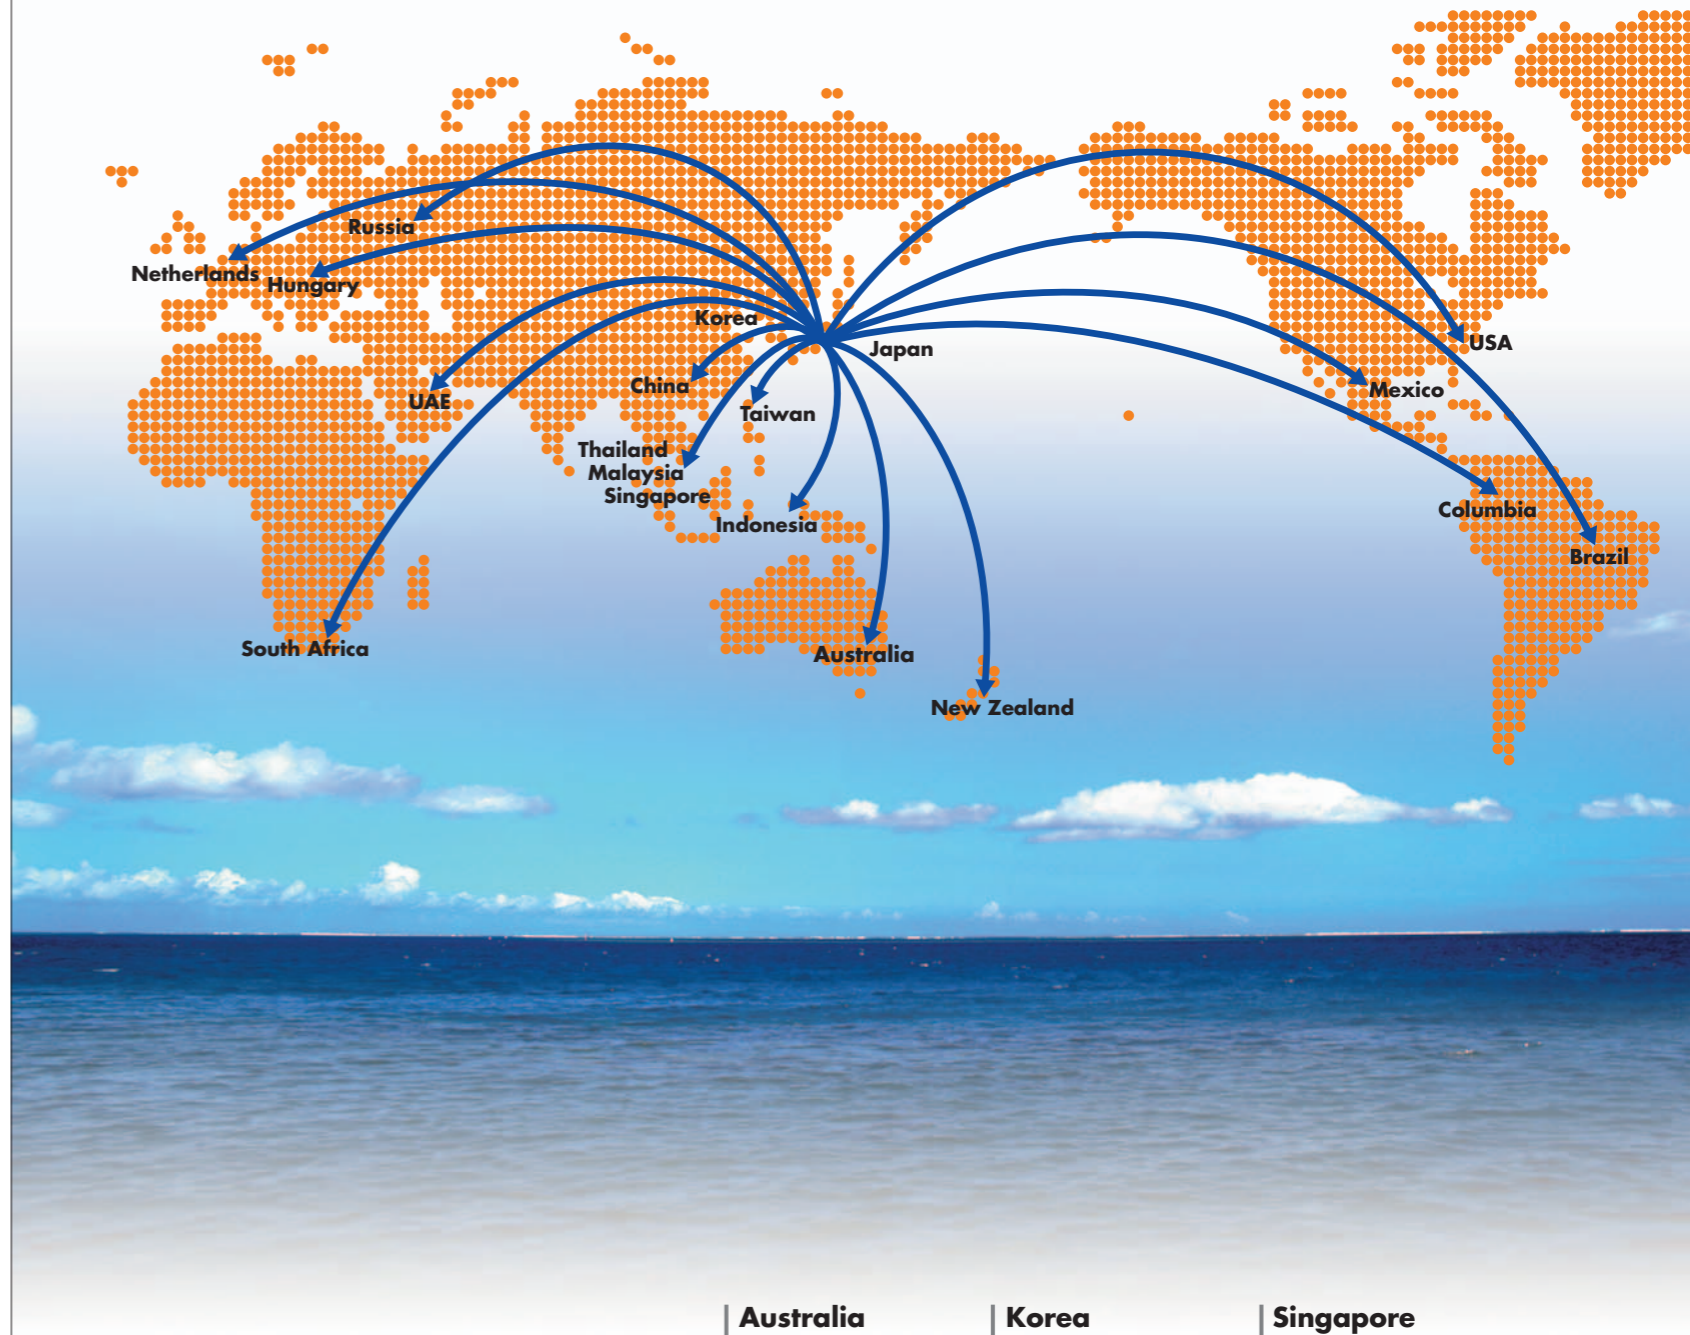 Russia
Netherlands
Hungary
Korea
Japan
USA
China
Mexico
UAE
Taiwan
Thailand
Malaysia
Singapore
Columbia
Indonesia
Brazil
South Africa
Australia
New Zealand
Australia
Korea
Singapore